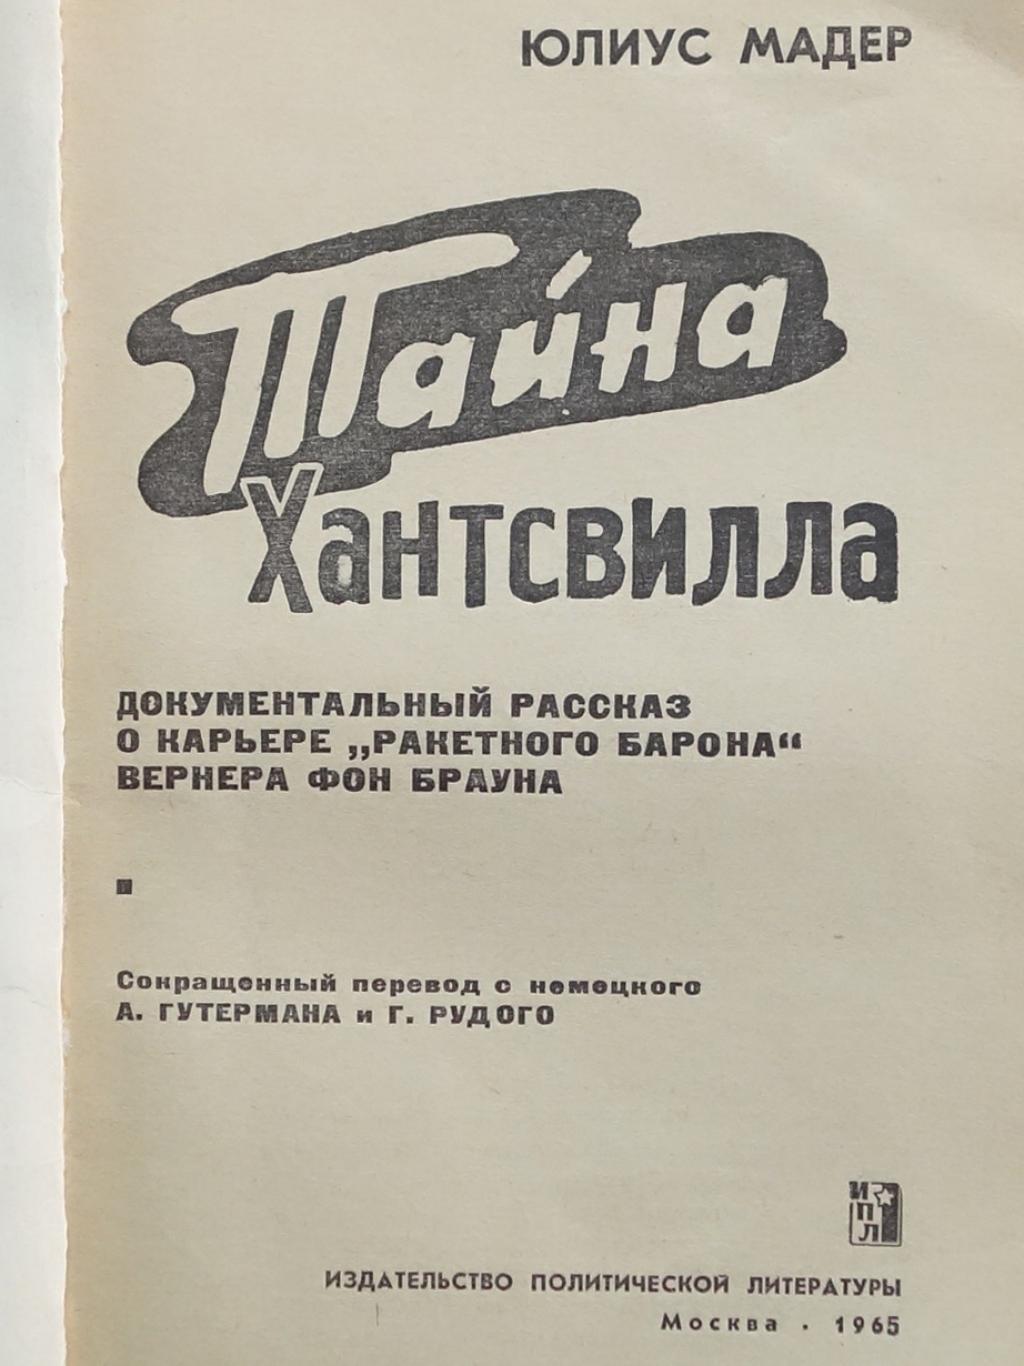 ЮЛИУС МАДЕР
Тайна
Хантсвилла
ДОКУМЕНТАЛЬНЫЙ РАССКАЗ
О КАРЬЕРЕ „РАКЕТНОГО БАРОНА“
ВЕРНЕРА ФОН БРАУНА
Сокращенный перевод с немецкого
А. ГУТЕРМАНА и Г. РУДОГО
И
П
Л
ИЗДАТЕЛЬСТВО ПОЛИТИЧЕСКОЙ ЛИТЕРАТУРЫ
Москва · 1965